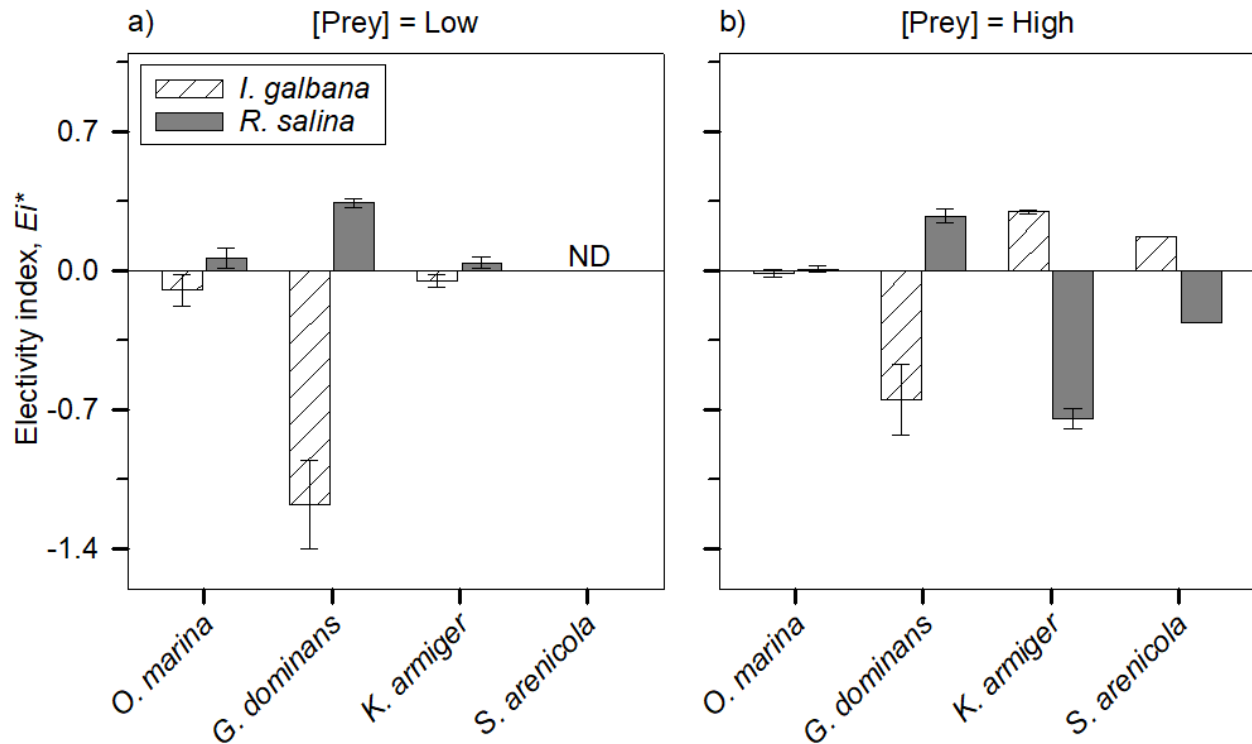 a)
[Prey] = Low
b)
[Prey] = High
I. galbana
R. salina
Electivity index, Ei*
0.7
0.0
-0.7
-1.4
ND
O. marina
G. dominans
K. armiger
S. arenicola
O. marina
G. dominans
K. armiger
S. arenicola